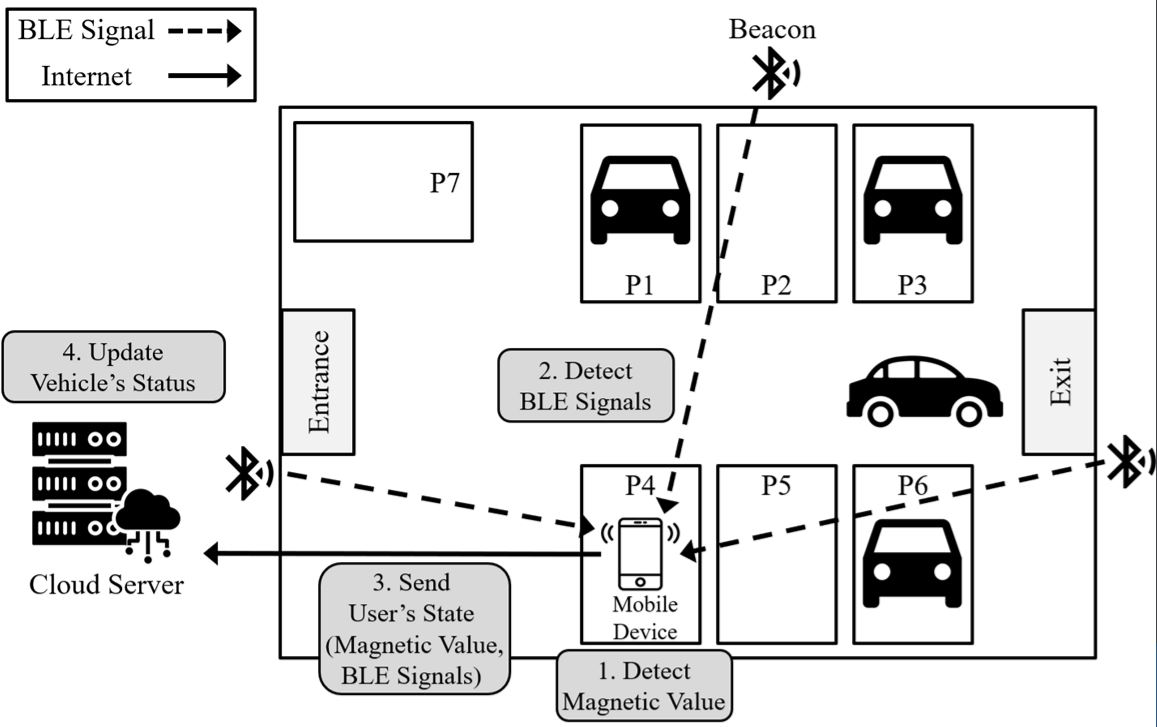 BLE Signal
Internet
Beacon
P7
P1
P2
P3
4. Update
Vehicle's Status
Entrance
2. Detect
BLE Signals
Exit
P4
P5
P6
Cloud Server
Mobile
Device
3. Send
User's State
(Magnetic Value,
BLE Signals)
1. Detect
Magnetic Value